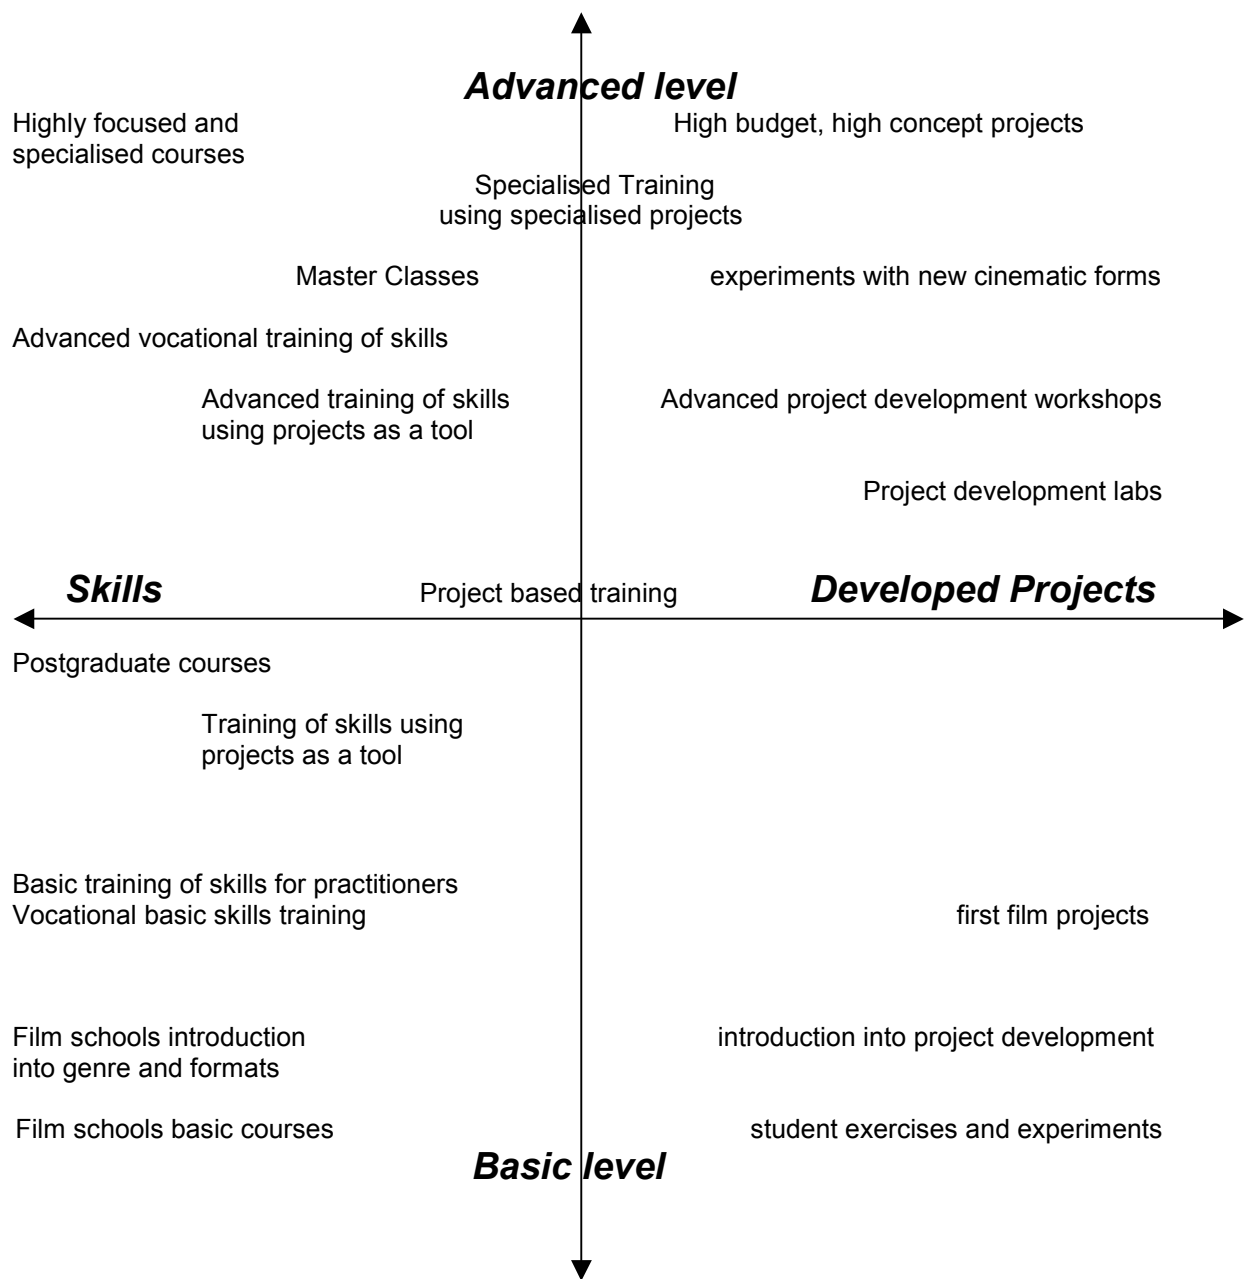 Advanced level
Highly focused and
specialised courses
High budget, high concept projects
Specialised Training
using specialised projects
Master Classes
experiments with new cinematic forms
Advanced vocational training of skills
Advanced training of skills
using projects as a tool
Advanced project development workshops
Project development labs
Skills
Project based training
Developed Projects
Postgraduate courses
Training of skills using
projects as a tool
Basic training of skills for practitioners
Vocational basic skills training
first film projects
Film schools introduction
into genre and formats
introduction into project development
Film schools basic courses
student exercises and experiments
Basic level